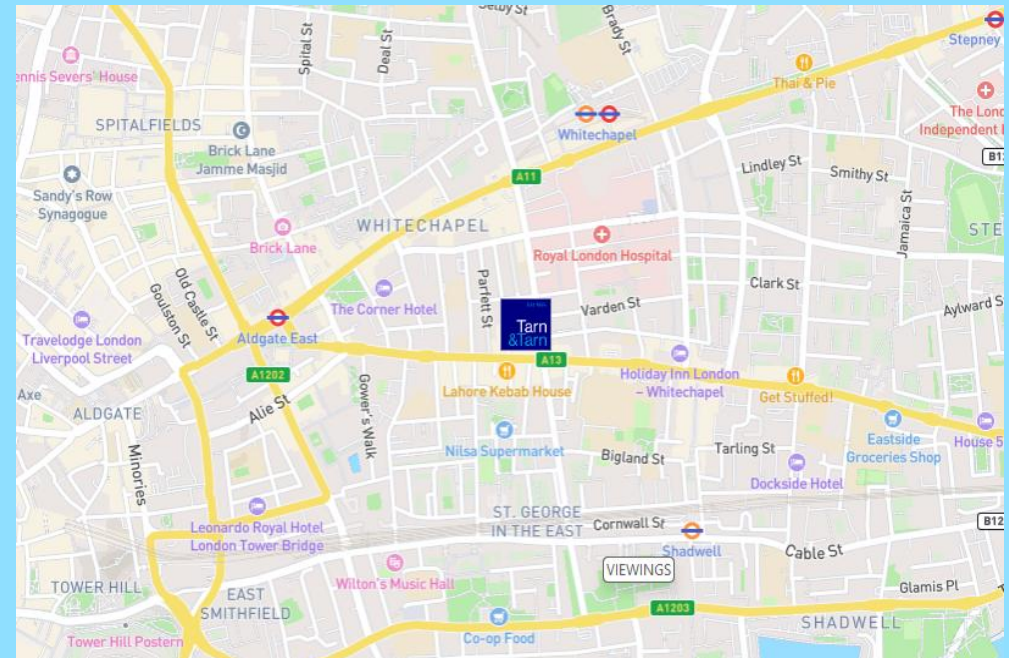 Selby St
Brady St
Spital St
Deal St
Stepney
ennis Severs' House
Thai & Pie
The Lond
Independent
SPITALFIELDS
Whitechapel
Brick Lane
Jamme Masjid
Lindley St
Smithy St
A11
Sandy's Row
Synagogue
Jamaica St
WHITECHAPEL
STE
Brick Lane
Royal London Hospital
Parfett St
Clark St
Old Castle St
Goulston St
The Corner Hotel
Varden St
Aylward S
Tarn
&Tarn
Travelodge London
Liverpool Street
Aldgate East
A13
A1202
Holiday Inn London
– Whitechapel
Lahore Kebab House
Get Stuffed!
Axe
ALDGATE
Alie St
Gower's Walk
Eastside
Groceries Shop
House 5
Minories
Nilsa Supermarket
Bigland St
Tarling St
Dockside Hotel
Leonardo Royal Hotel
London Tower Bridge
ST. GEORGE
IN THE EAST
Cornwall St
B12
Shadwell
Cable St
VIEWINGS
TOWER HILL
EAST
SMITHFIELD
Wilton's Music Hall
Glamis Pl
A1203
SHADWELL
Tower Hill Postern
Co-op Food